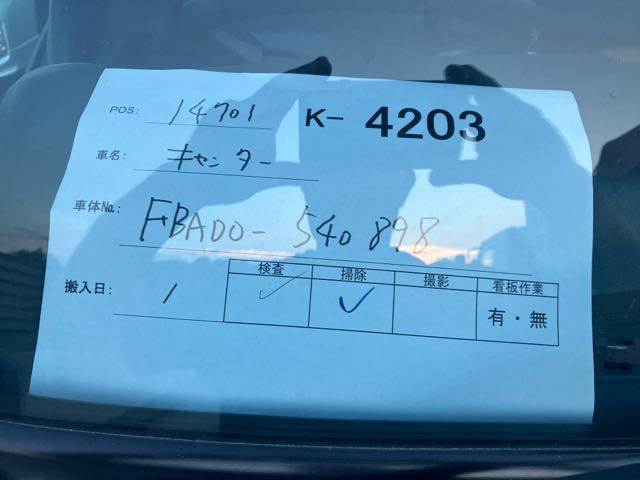 POS: 14701 K- 4203
車名: キャンター
車体No: FBA00- 540898
搬入日: / 検査 掃除 撮影 看板作業
✓ ✓ 有・無